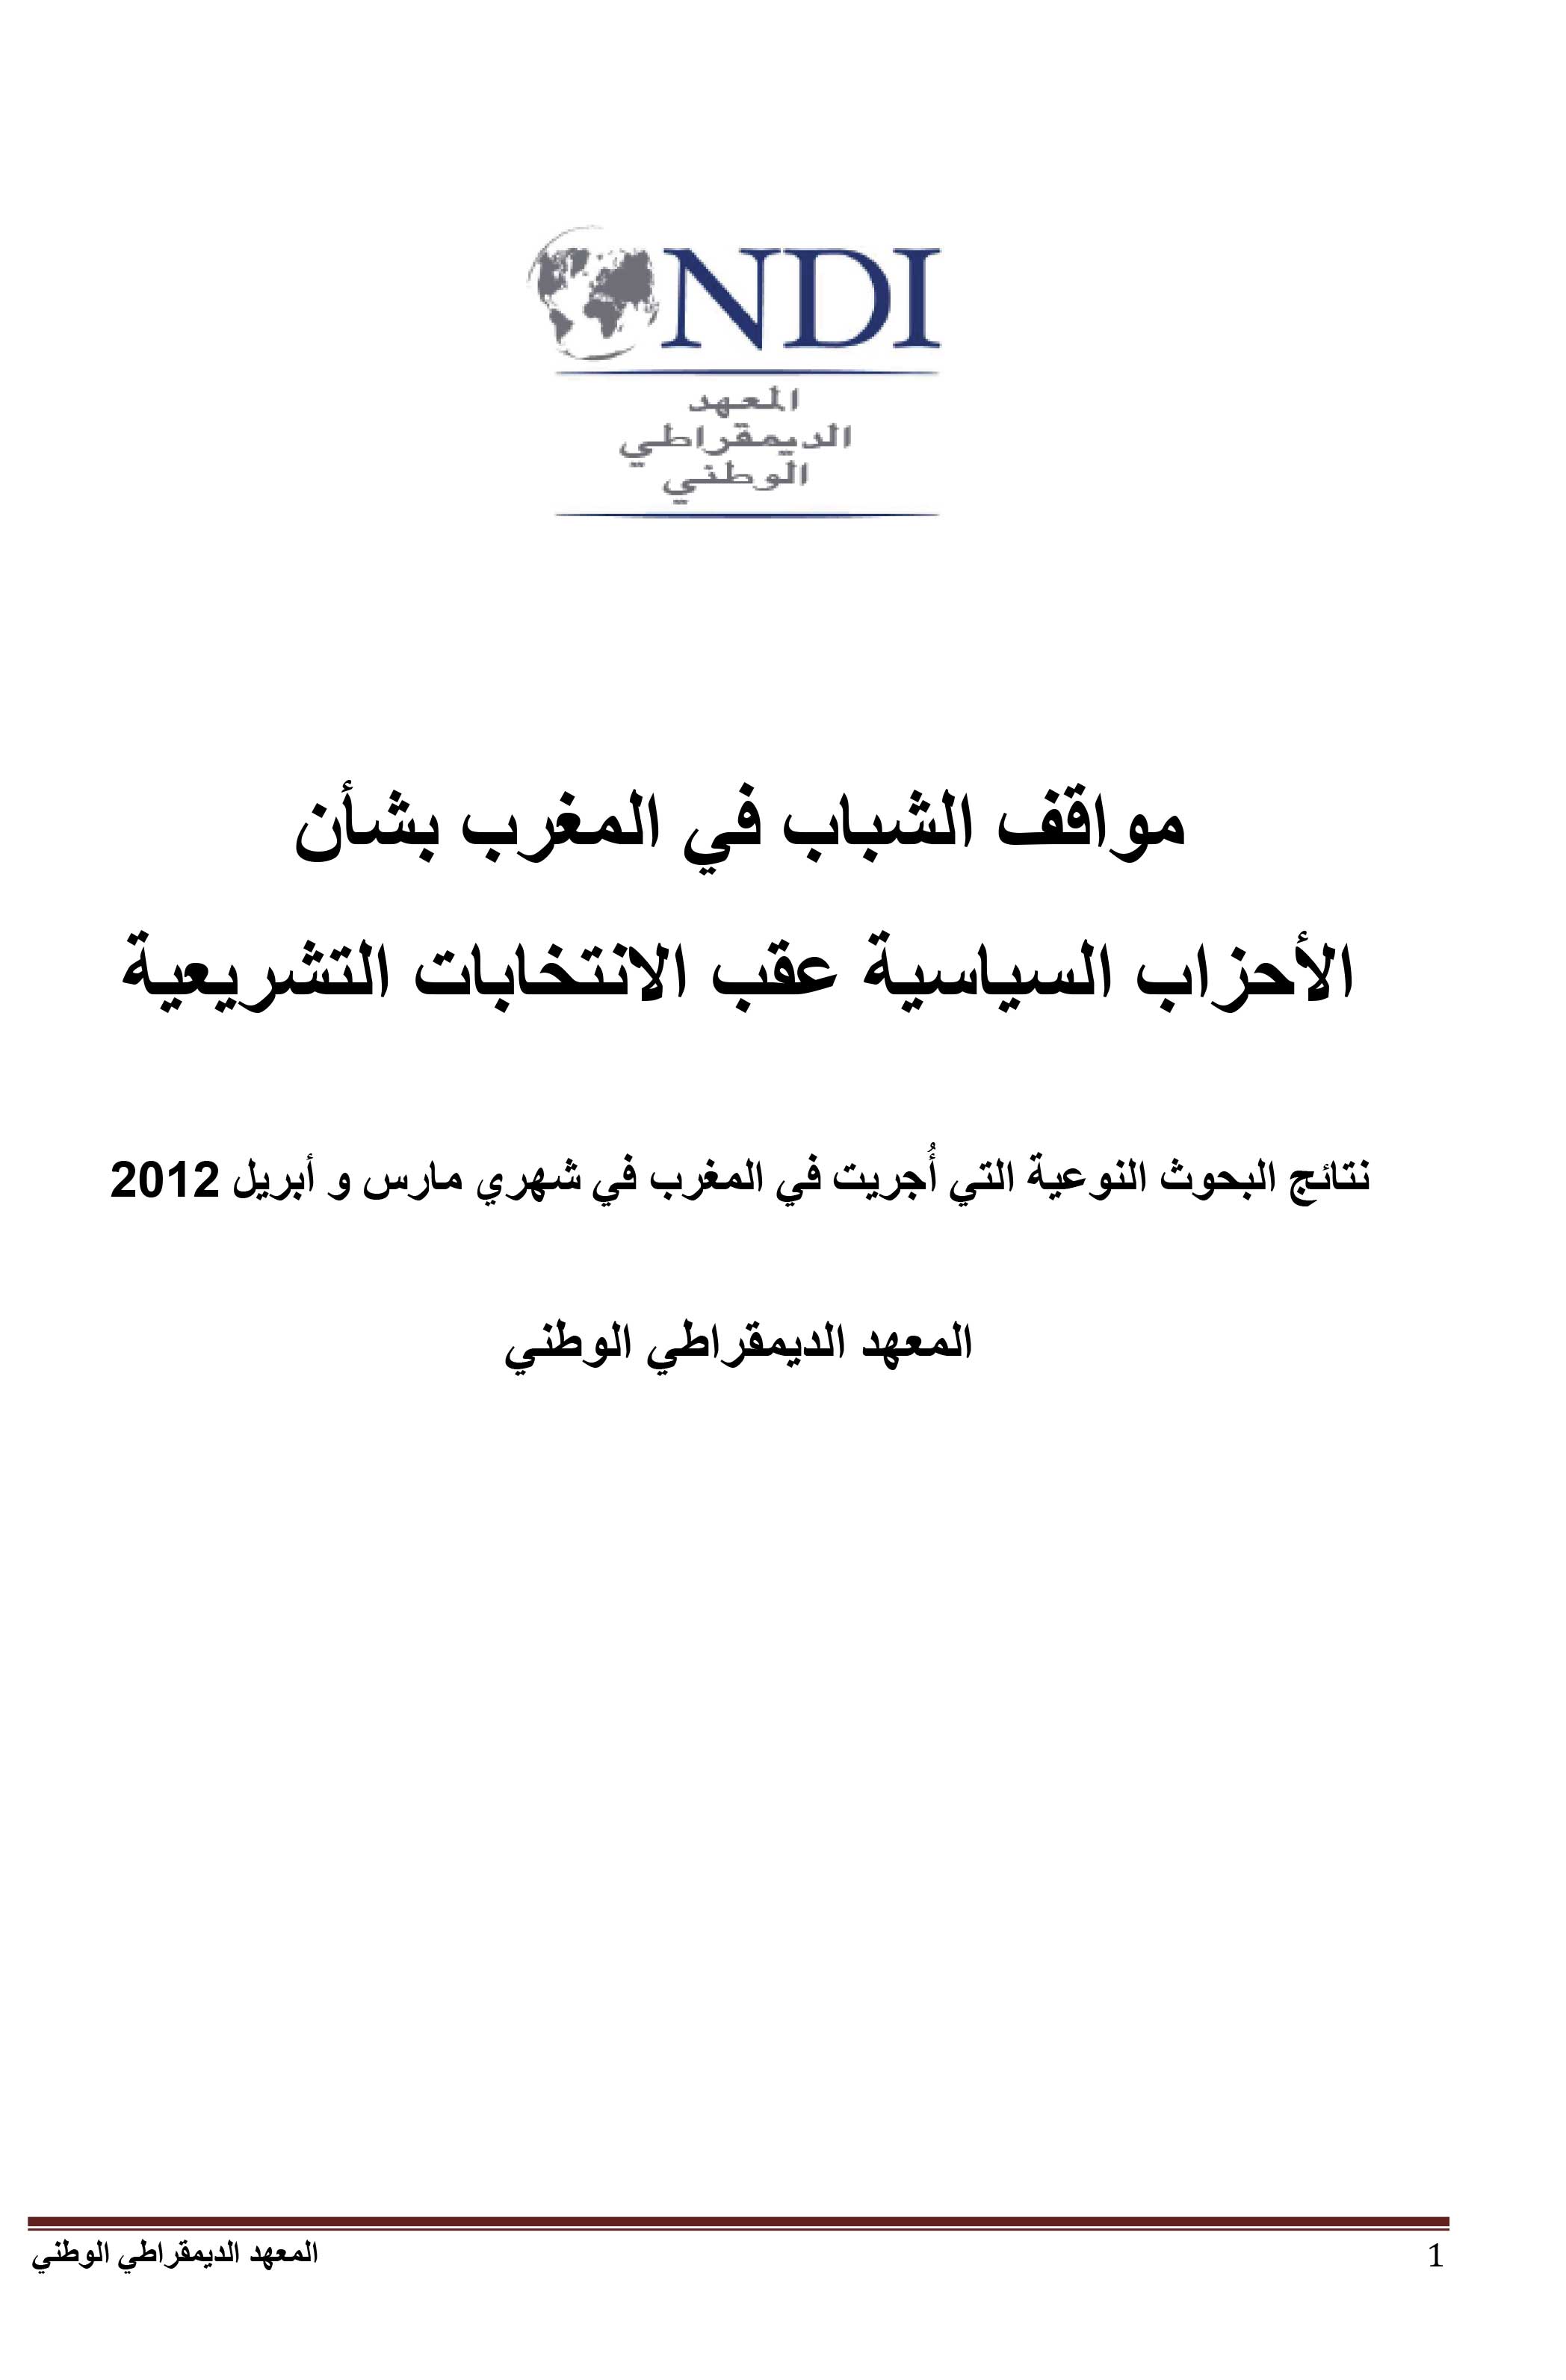 NDI
المعهد
الديمقراطي
الوطني
مواقف الشباب في المغرب بشأن
الأحزاب السياسية عقب الانتخابات التشريعية
نتائج البحوث النوعية التي أُجريت في المغرب في شهري مارس و أبريل 2012
المعهد الديمقراطي الوطني
1
المعهد الديمقراطي الوطني